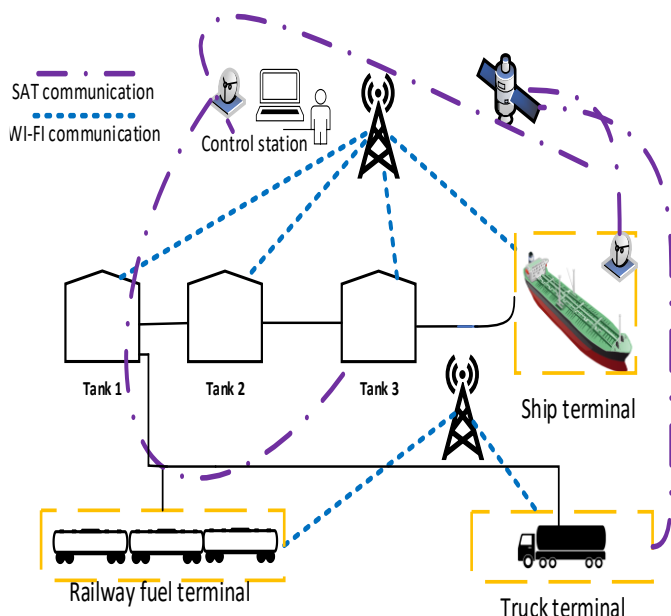 SAT communication
WI-FI communication
Control station
Tank 1
Tank 2
Tank 3
Ship terminal
Railway fuel terminal
Truck terminal